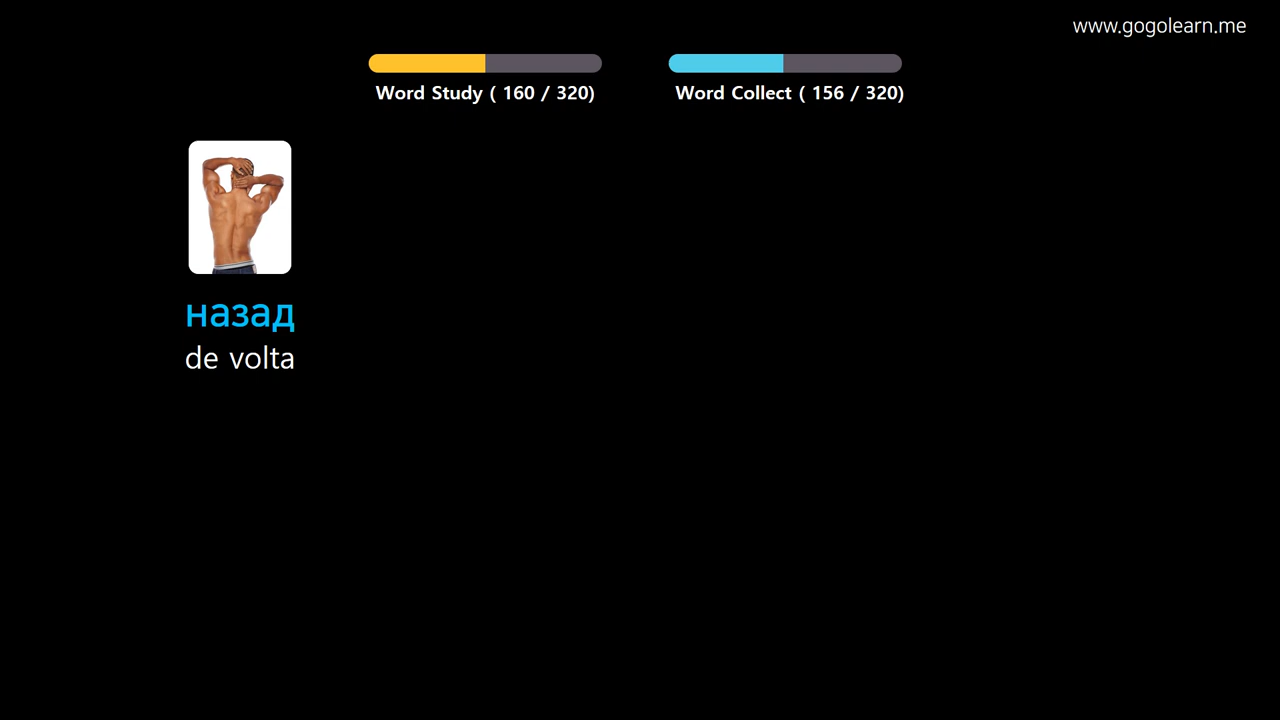 www.gogolearn.me
Word Study ( 160 / 320)
Word Collect ( 156 / 320)
назад
de volta